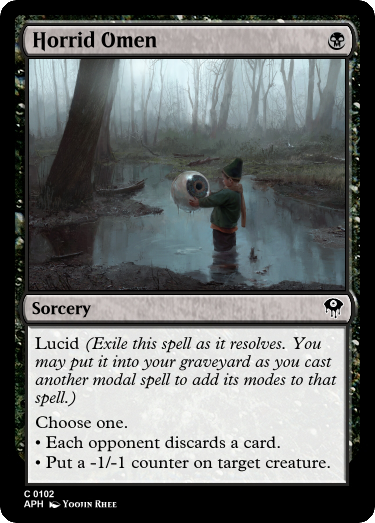 Horrid Omen
Sorcery
Lucid (Exile this spell as it resolves. You
may put it into your graveyard as you cast
another modal spell to add its modes to that
spell.)
Choose one.
• Each opponent discards a card.
• Put a -1/-1 counter on target creature.
C 0102
APH Yoojin Rhee